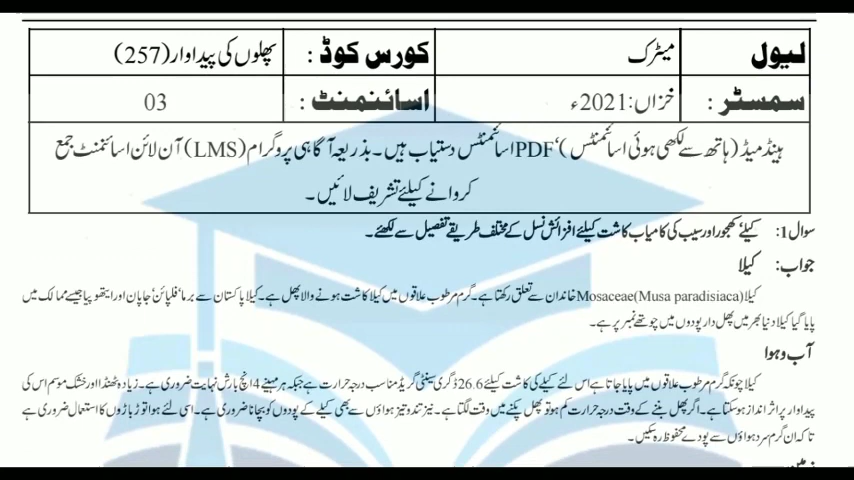 لیول میٹرک کورس کوڈ : پھلوں کی پیداوار (257)
سمسٹر : خزاں: 2021ء اسائنمنٹ : 03
ہینڈ میڈ (ہاتھ سے لکھی ہوئی اسائنمنٹس)، PDF اسائنمنٹس دستیاب ہیں۔ بذریعہ آگاہی پروگرام (LMS) آن لائن اسائنمنٹ جمع
کروانے کیلئے تشریف لائیں۔
سوال 1: کیلے، کھجور اور سیب کی کامیاب کاشت کیلئے افزائش نسل کے مختلف طریقے تفصیل سے لکھئے۔
جواب: کیلا
کیلا Mosaceae(Musa paradisiaca) خاندان سے تعلق رکھتا ہے۔ گرم مرطوب علاقوں میں کیلا کاشت ہونے والا پھل ہے۔ کیلا پاکستان سے برما، فلپائن، جاپان اور ایتھوپیا جیسے ممالک میں
پایا گیا کیلا دنیا بھر میں پھل دار پودوں میں چوتھے نمبر پر ہے۔
آب و ہوا
کیلا چونکہ گرم مرطوب علاقوں میں پایا جاتا ہے اس لئے کیلے کی کاشت کیلئے 26.6 ڈگری سینٹی گریڈ مناسب درجہ حرارت ہے جبکہ ہر مہینے 4 انچ بارش نہایت ضروری ہے۔ زیادہ ٹھنڈا اور خشک موسم اس کی
پیداوار پر اثر انداز ہو سکتا ہے۔ اگر پھل بننے کے وقت درجہ حرارت کم ہو تو پھل پکنے میں وقت لگتا ہے۔ نیز تند و تیز ہواؤں سے بھی کیلے کے پودوں کو بچانا ضروری ہے۔ اسی لئے ہوا توڑ باڑوں کا استعمال ضروری ہے
تاکہ ان گرم سرد ہواؤں سے پودے محفوظ رہ سکیں۔